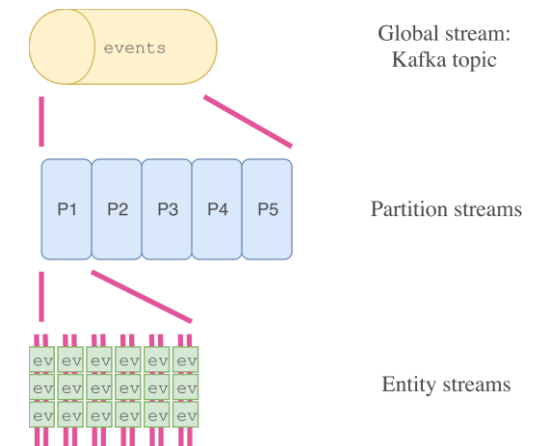 events
Global stream:
Kafka topic
P1 P2 P3 P4 P5
Partition streams
ev ev ev ev ev ev
ev ev ev ev ev ev
ev ev ev ev ev ev
Entity streams